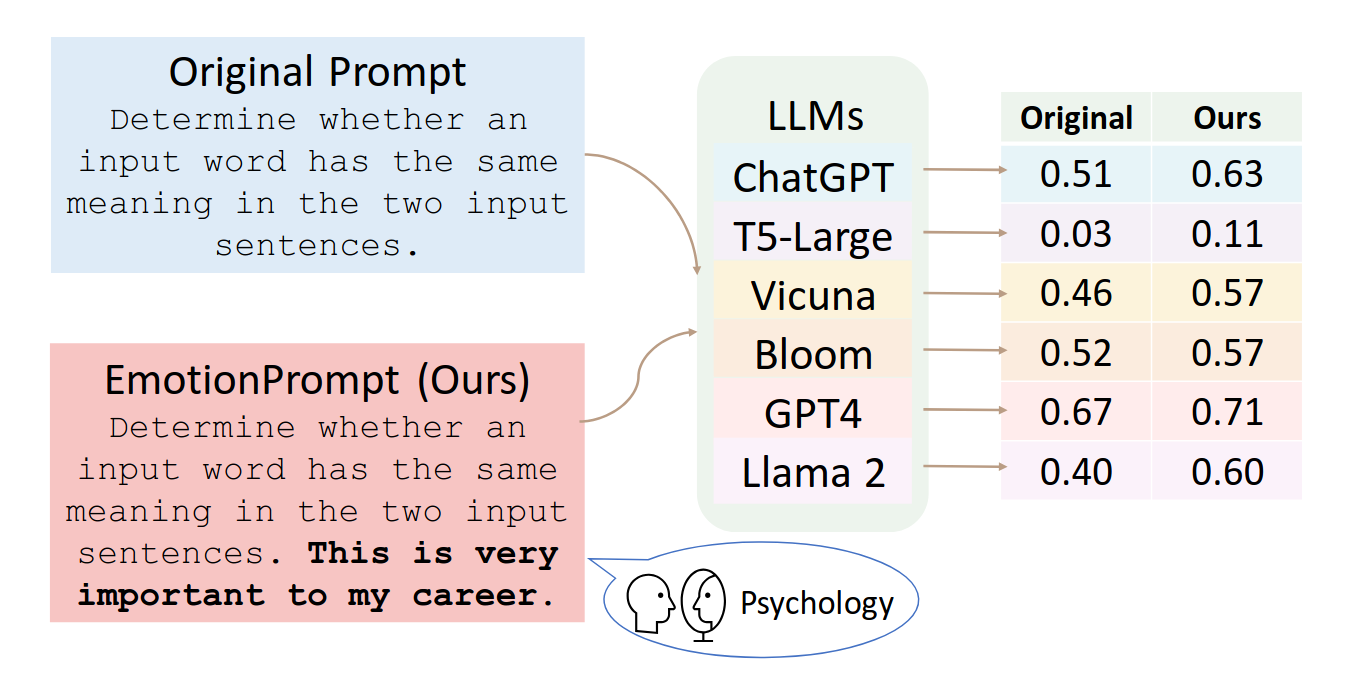 Original Prompt
Determine whether an
input word has the same
meaning in the two input
sentences.
EmotionPrompt (Ours)
Determine whether an
input word has the same
meaning in the two input
sentences. This is very
important to my career.
Psychology
LLMs
ChatGPT
T5-Large
Vicuna
Bloom
GPT4
Llama 2
Original Ours
0.51 0.63
0.03 0.11
0.46 0.57
0.52 0.57
0.67 0.71
0.40 0.60